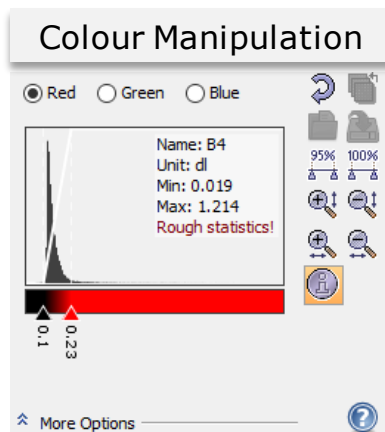 Colour Manipulation
Red Green Blue
Name: B4
Unit: dl
Min: 0.019
Max: 1.214
Rough statistics!
95% 100%
0.1
0.23
More Options